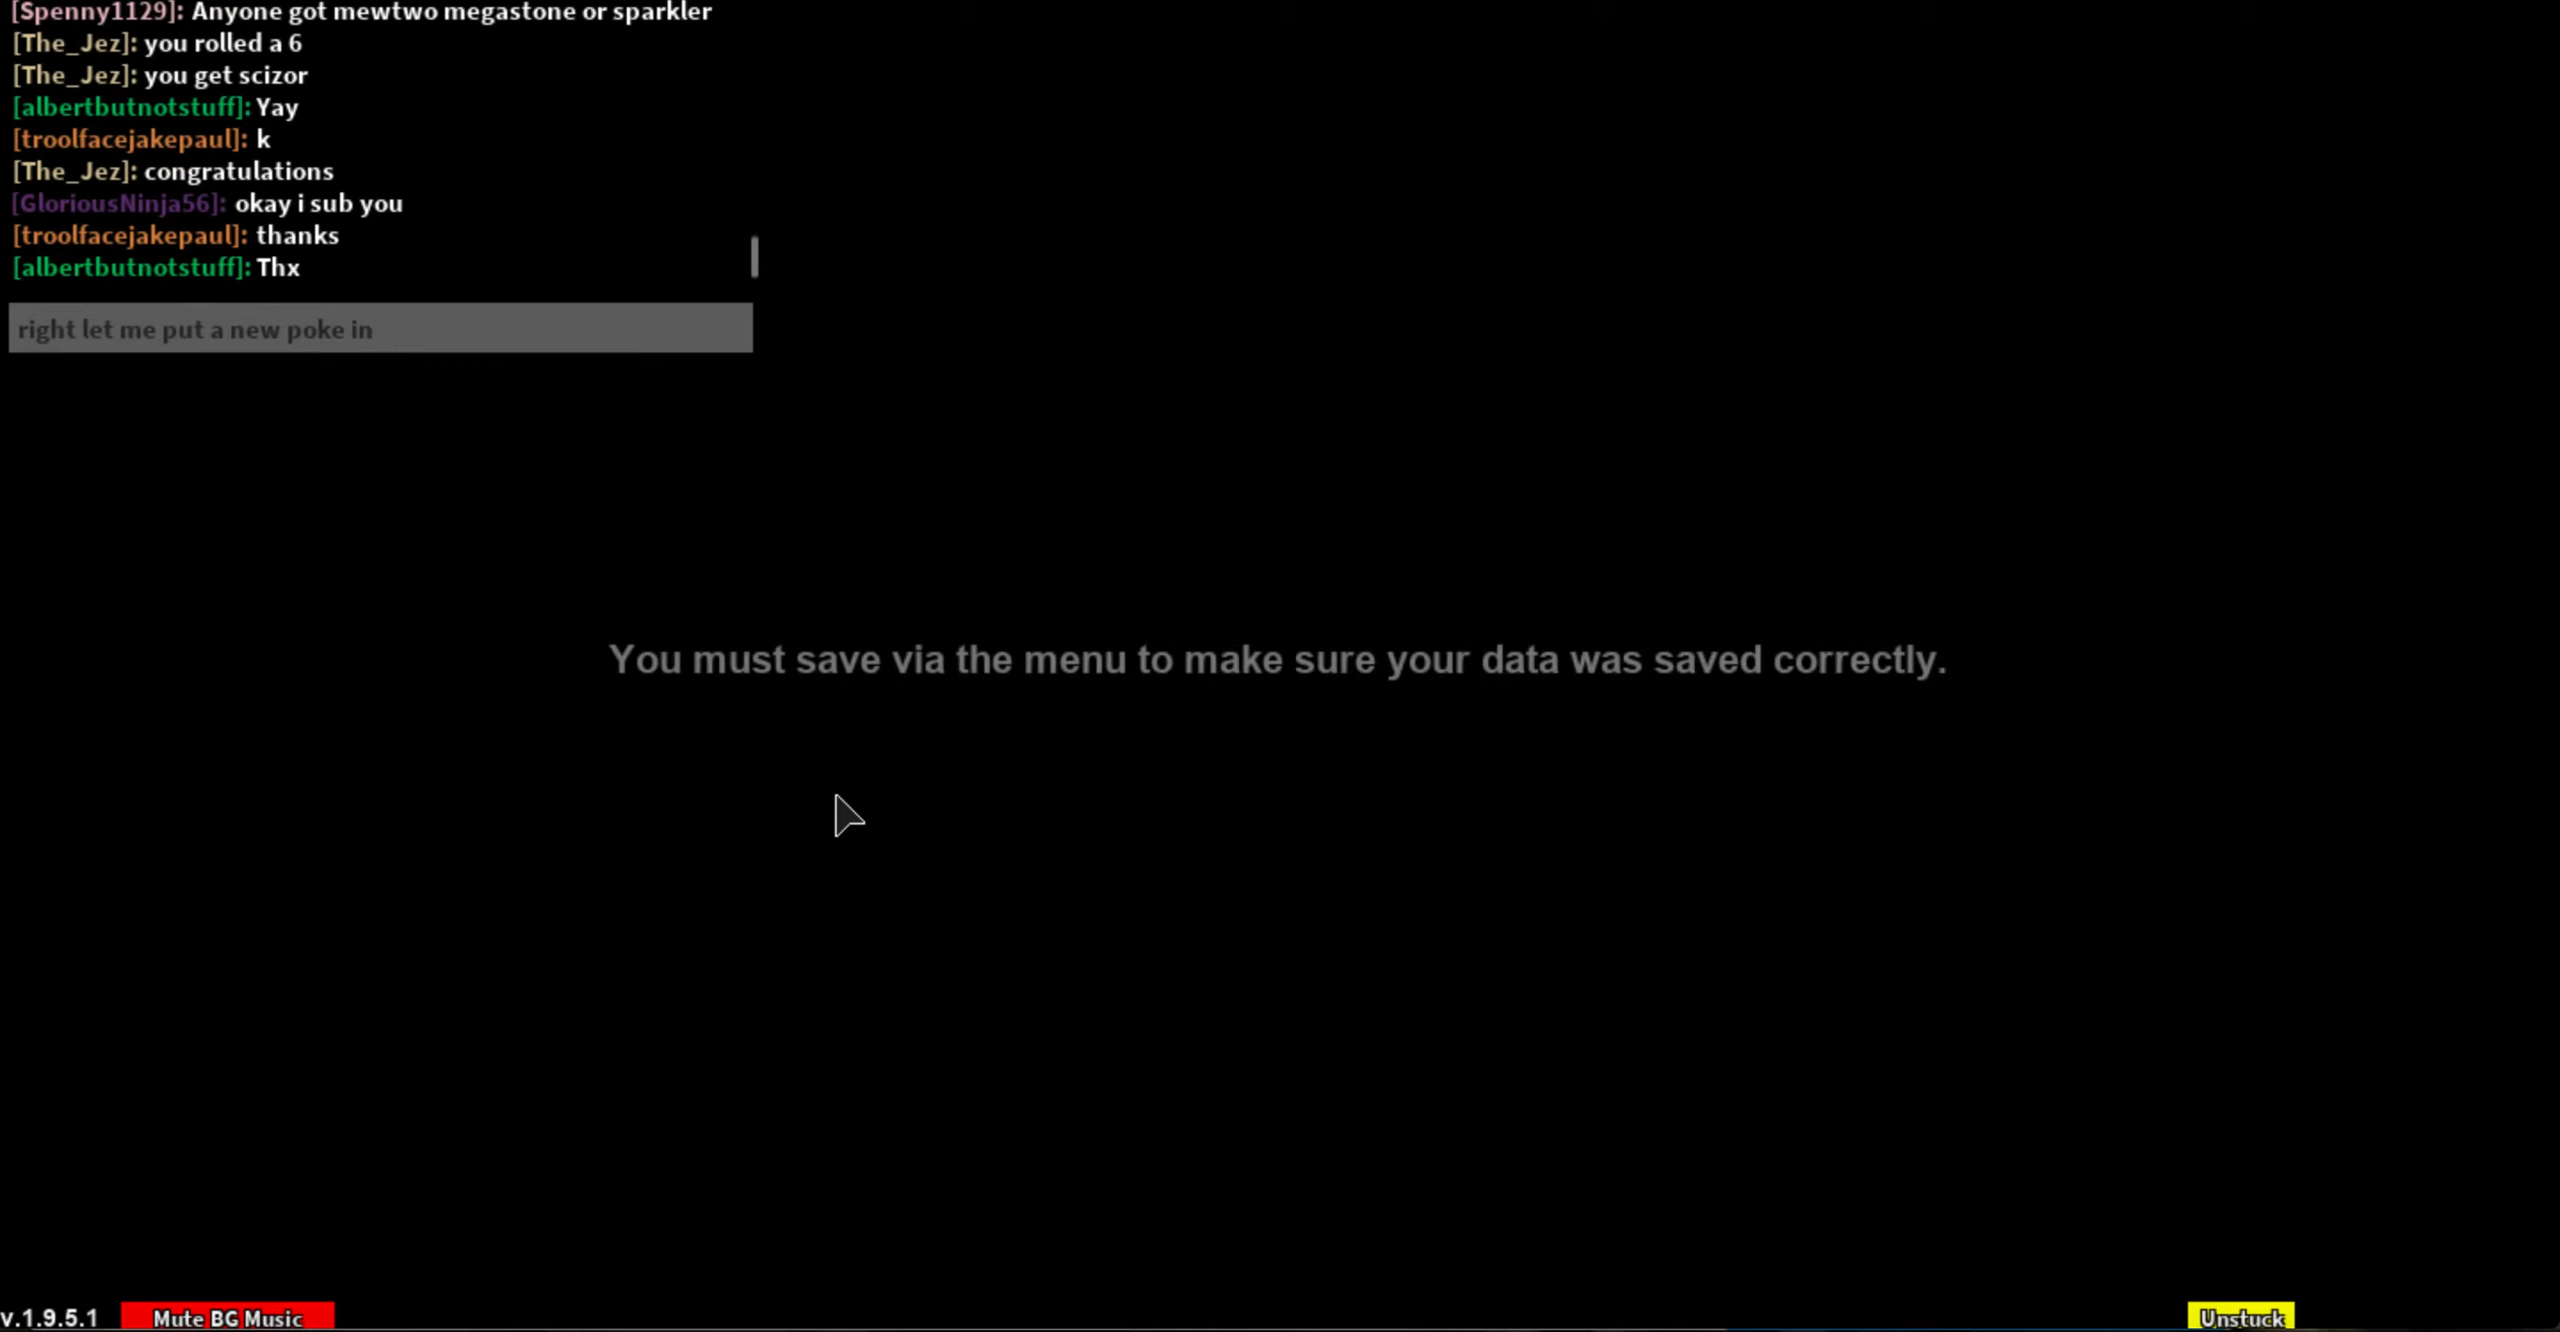 [Spenny1129]: Anyone got mewtwo megastone or sparkler
[The_Jez]: you rolled a 6
[The_Jez]: you get scizor
[albertbutnotstuff]: Yay
[troolfacejakepaul]: k
[The_Jez]: congratulations
[GloriousNinja56]: okay i sub you
[troolfacejakepaul]: thanks
[albertbutnotstuff]: Thx
right let me put a new poke in
You must save via the menu to make sure your data was saved correctly.
v.1.9.5.1 Mute BG Music Unstuck